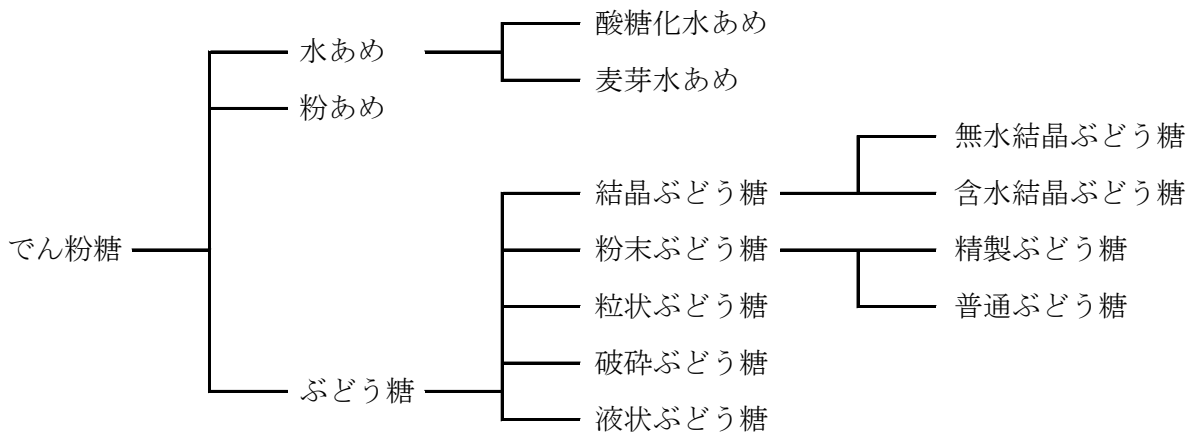 でん粉糖
水あめ
酸糖化水あめ
麦芽水あめ
粉あめ
ぶどう糖
結晶ぶどう糖
無水結晶ぶどう糖
含水結晶ぶどう糖
粉末ぶどう糖
精製ぶどう糖
普通ぶどう糖
粒状ぶどう糖
破砕ぶどう糖
液状ぶどう糖